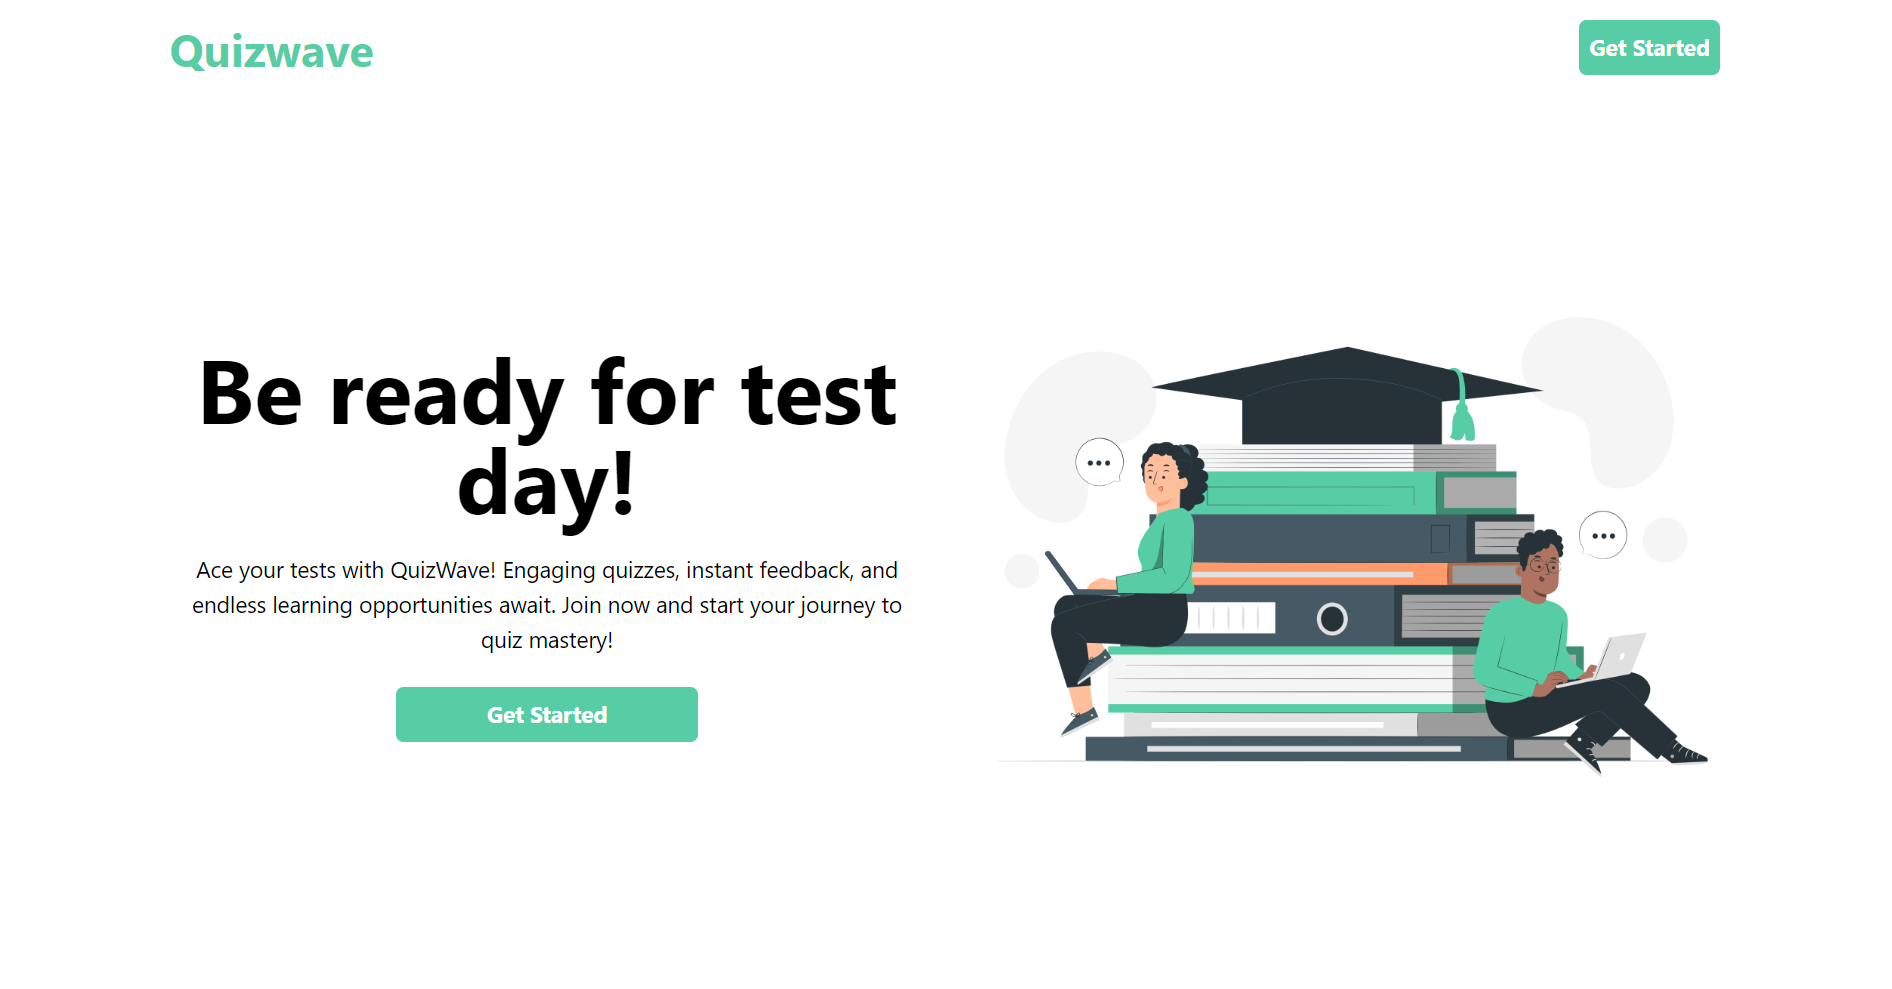 Quizwave
Get Started
Be ready for test
day!
Ace your tests with QuizWave! Engaging quizzes, instant feedback, and
endless learning opportunities await. Join now and start your journey to
quiz mastery!
Get Started